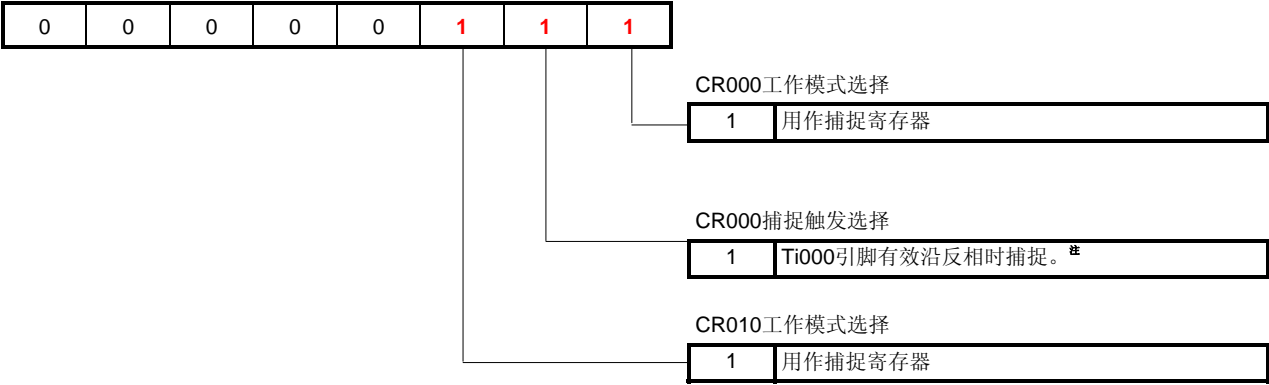 0 0 0 0 0 1 1 1
CR000工作模式选择
1 用作捕捉寄存器
CR000捕捉触发选择
1 Ti000引脚有效沿反相时捕捉。注
CR010工作模式选择
1 用作捕捉寄存器